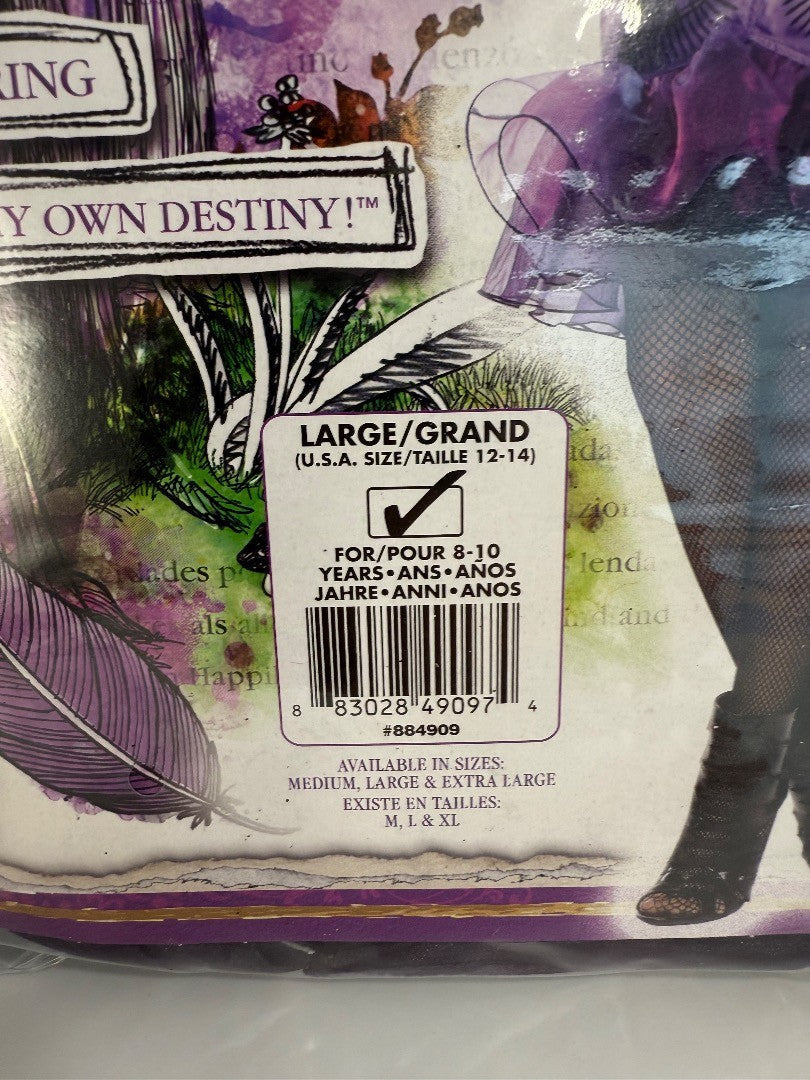 RING
Y OWN DESTINY!™
LARGE/GRAND
(U.S.A. SIZE/TAILLE 12-14)
FOR/POUR 8-10
YEARS•ANS•AÑOS
JAHRE•ANNI•ANOS
8 83028 49097 4
#884909
AVAILABLE IN SIZES:
MEDIUM, LARGE & EXTRA LARGE
EXISTE EN TAILLES:
M, L & XL